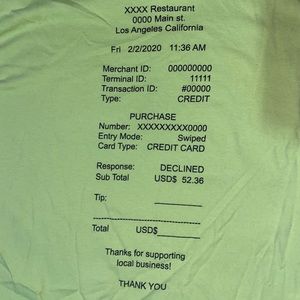 XXXX Restaurant
0000 Main st.
Los Angeles California
Fri 2/2/2020 11:36 AM
Merchant ID: 000000000
Terminal ID: 11111
Transaction ID: #00000
Type: CREDIT
PURCHASE
Number: XXXXXXXXX0000
Entry Mode: Swiped
Card Type: CREDIT CARD
Response: DECLINED
Sub Total USD$ 52.36
Tip:
Total USD$
Thanks for supporting
local business!
THANK YOU